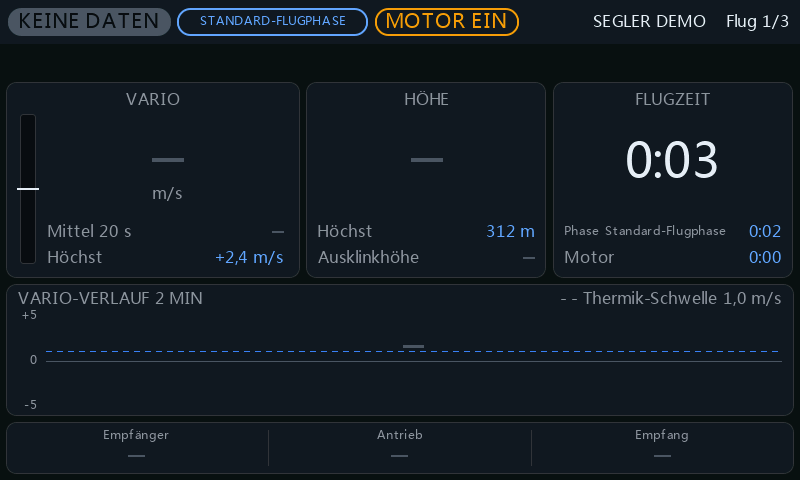 KEINE DATEN STANDARD-FLUGPHASE MOTOR EIN SEGLER DEMO Flug 1/3
VARIO
—
m/s
Mittel 20 s —
Höchst +2,4 m/s
HÖHE
—
Höchst 312 m
Ausklinkhöhe —
FLUGZEIT
0:03
Phase Standard-Flugphase 0:02
Motor 0:00
VARIO-VERLAUF 2 MIN - - Thermik-Schwelle 1,0 m/s
+5
—
0
-5
Empfänger
—
Antrieb
—
Empfang
—